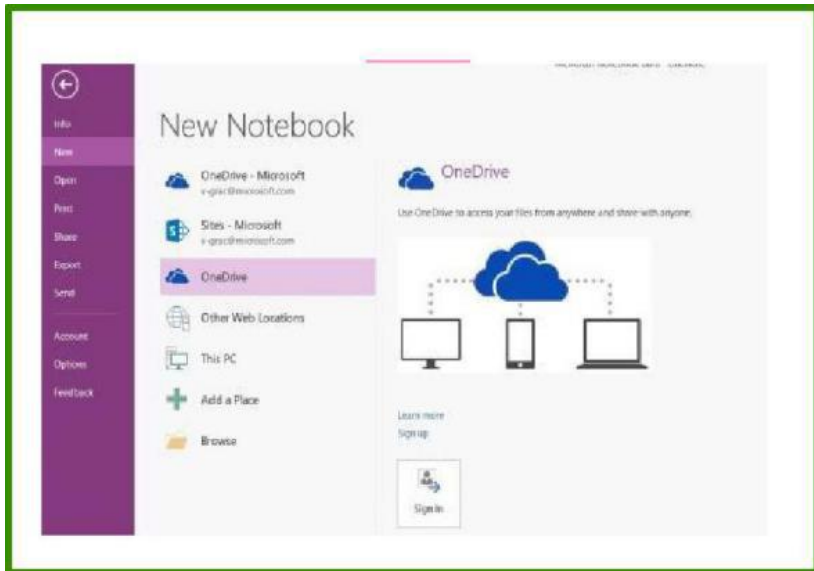 Info
New
Open
Print
Share
Export
Send
Account
Options
Feedback
New Notebook
OneDrive - Microsoft
Sites - Microsoft
OneDrive
Other Web Locations
This PC
Add a Place
Browse
OneDrive
Use OneDrive to access your files from anywhere and share with anyone.
Learn more
Sign up
Sign In